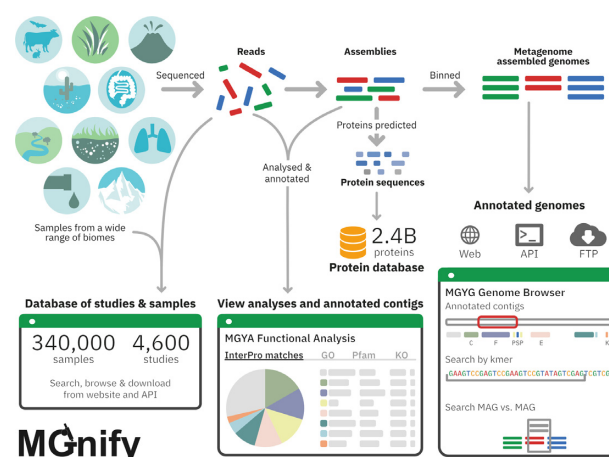 Sequenced
Reads
Assemblies
Binned
Metagenome
assembled genomes
Samples from a wide
range of biomes
Analysed &
annotated
Proteins predicted
Protein sequences
2.4B
proteins
Protein database
Annotated genomes
>_
Web
API
FTP
Database of studies & samples
340,000
samples
4,600
studies
Search, browse & download
from website and API
View analyses and annotated contigs
MGYA Functional Analysis
InterPro matches GO Pfam KO
MGYG Genome Browser
Annotated contigs
C F PSP E K
Search by kmer
GAAGTCCGAGTCCGAAGTCCGTATAGTCGAGTCGTCG
Search MAG vs. MAG
MGnify